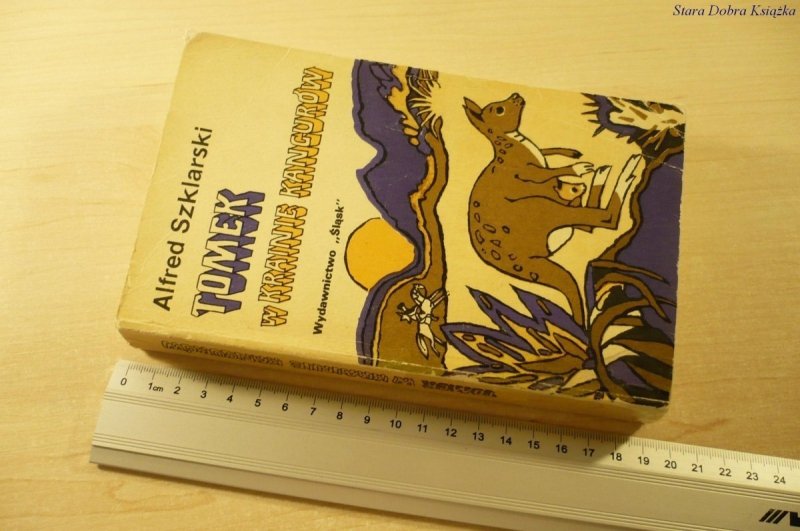 Stara Dobra Książka
Alfred Szklarski
TOMEK
W KRAINIE KANGURÓW
Wydawnictwo „Śląsk"
0 1cm 2 3 4 5 6 7 8 9 10 11 12 13 14 15 16 17 18 19 20 21 22 23 24